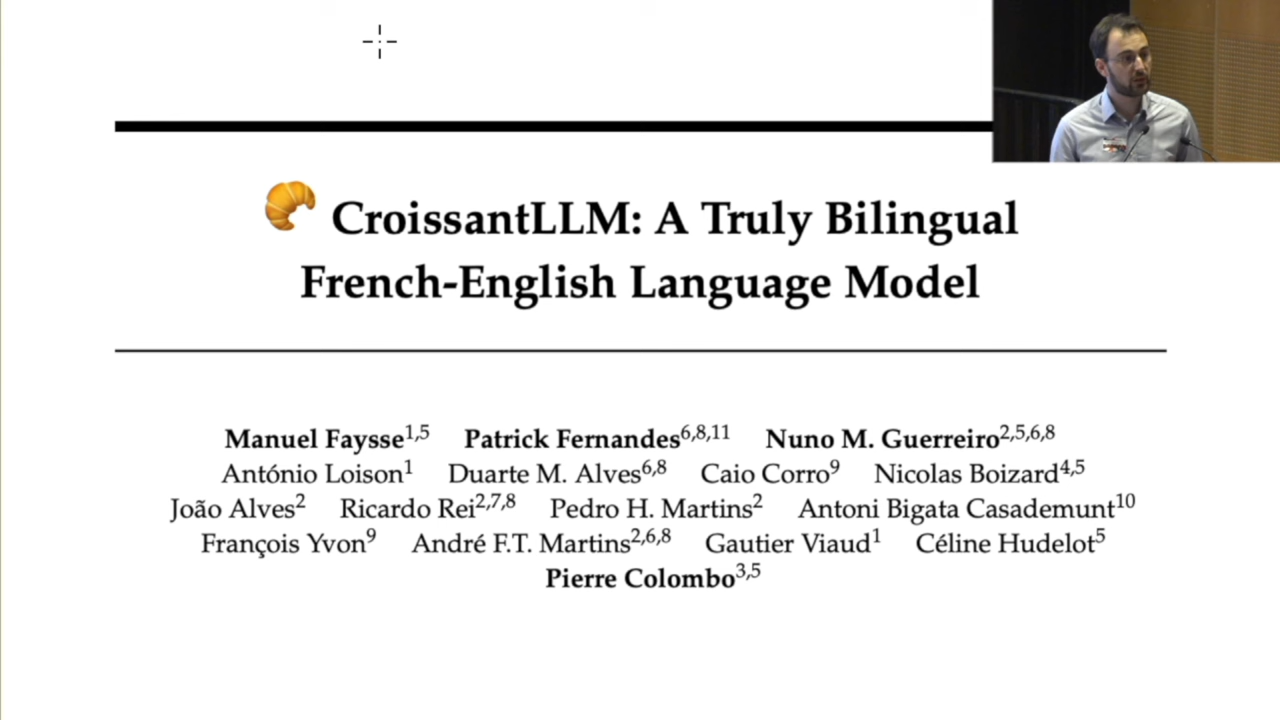 CroissantLLM: A Truly Bilingual
French-English Language Model
Manuel Faysse1,5 Patrick Fernandes6,8,11 Nuno M. Guerreiro2,5,6,8
António Loison1 Duarte M. Alves6,8 Caio Corro9 Nicolas Boizard4,5
João Alves2 Ricardo Rei2,7,8 Pedro H. Martins2 Antoni Bigata Casademunt10
François Yvon9 André F.T. Martins2,6,8 Gautier Viaud1 Céline Hudelot5
Pierre Colombo3,5